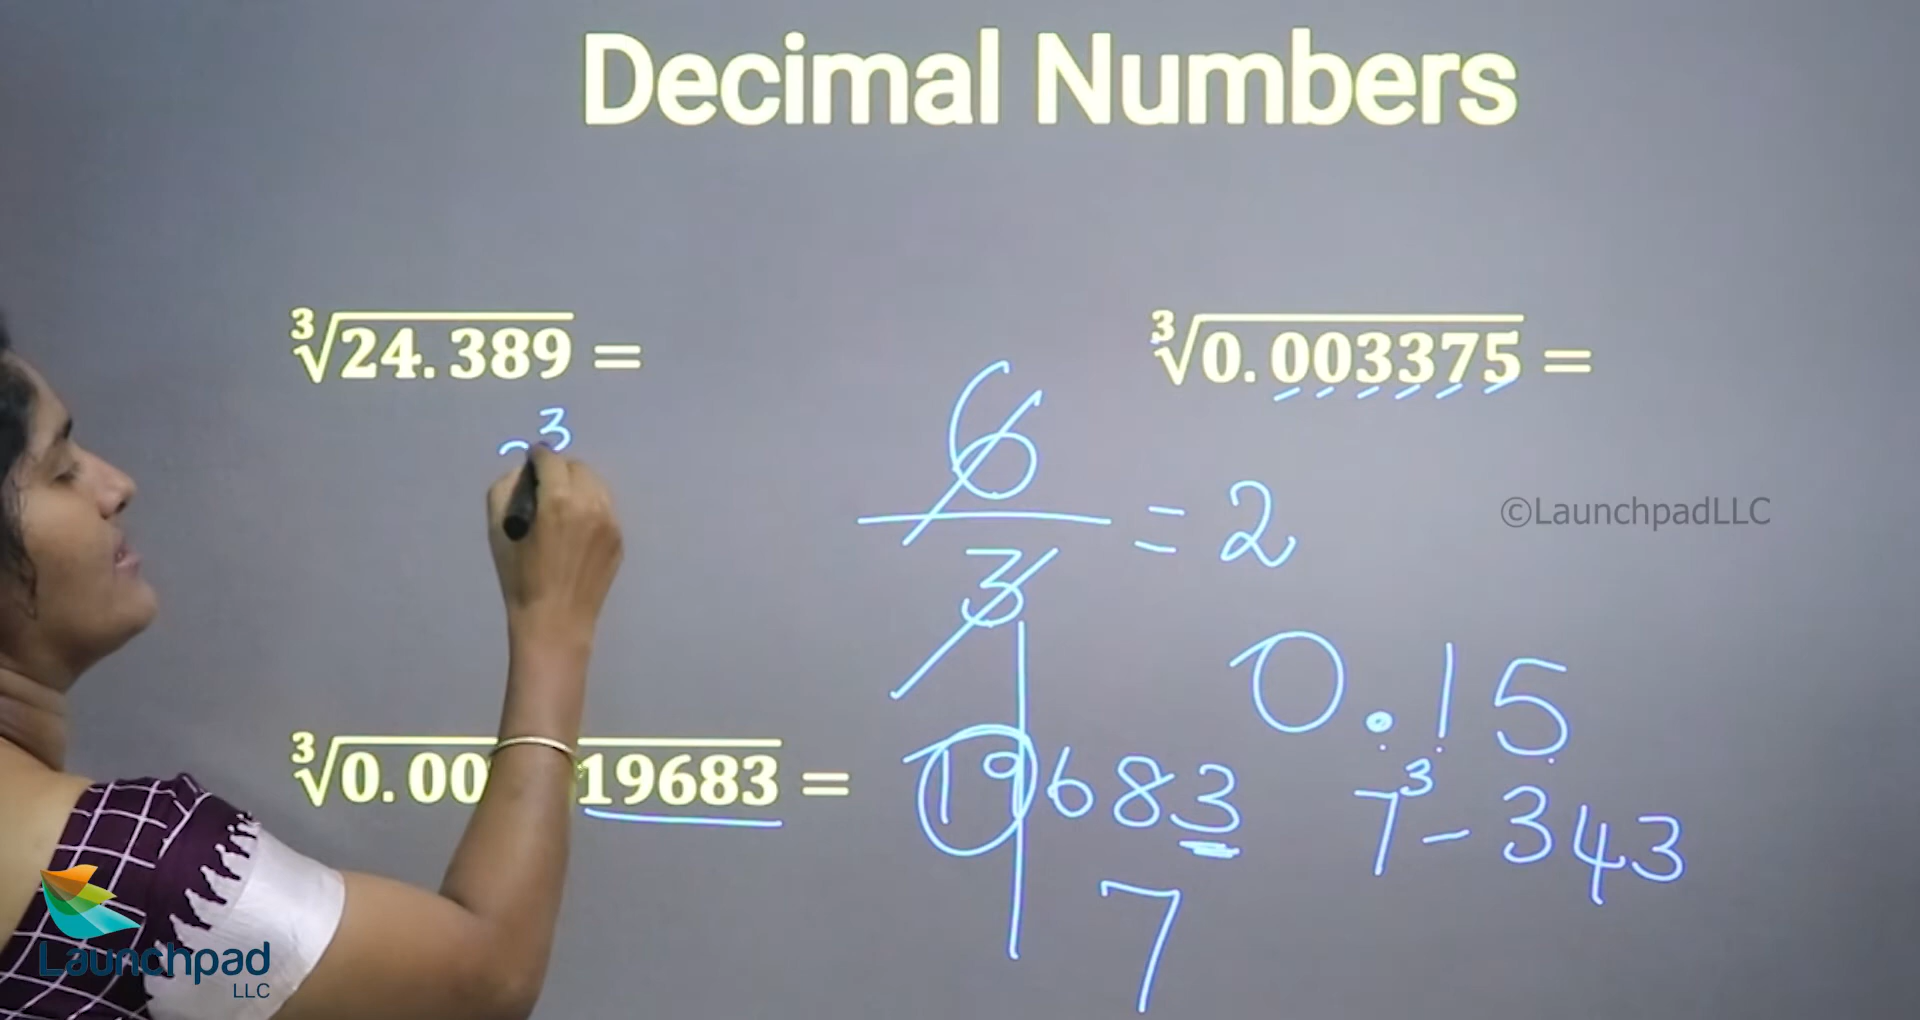 Decimal Numbers
∛24.389 =
∛0.003375 =
3
6
3
= 2
©LaunchpadLLC
0.15
∛0.00 19683 =
19683
7³ - 343
7
Launchpad
LLC